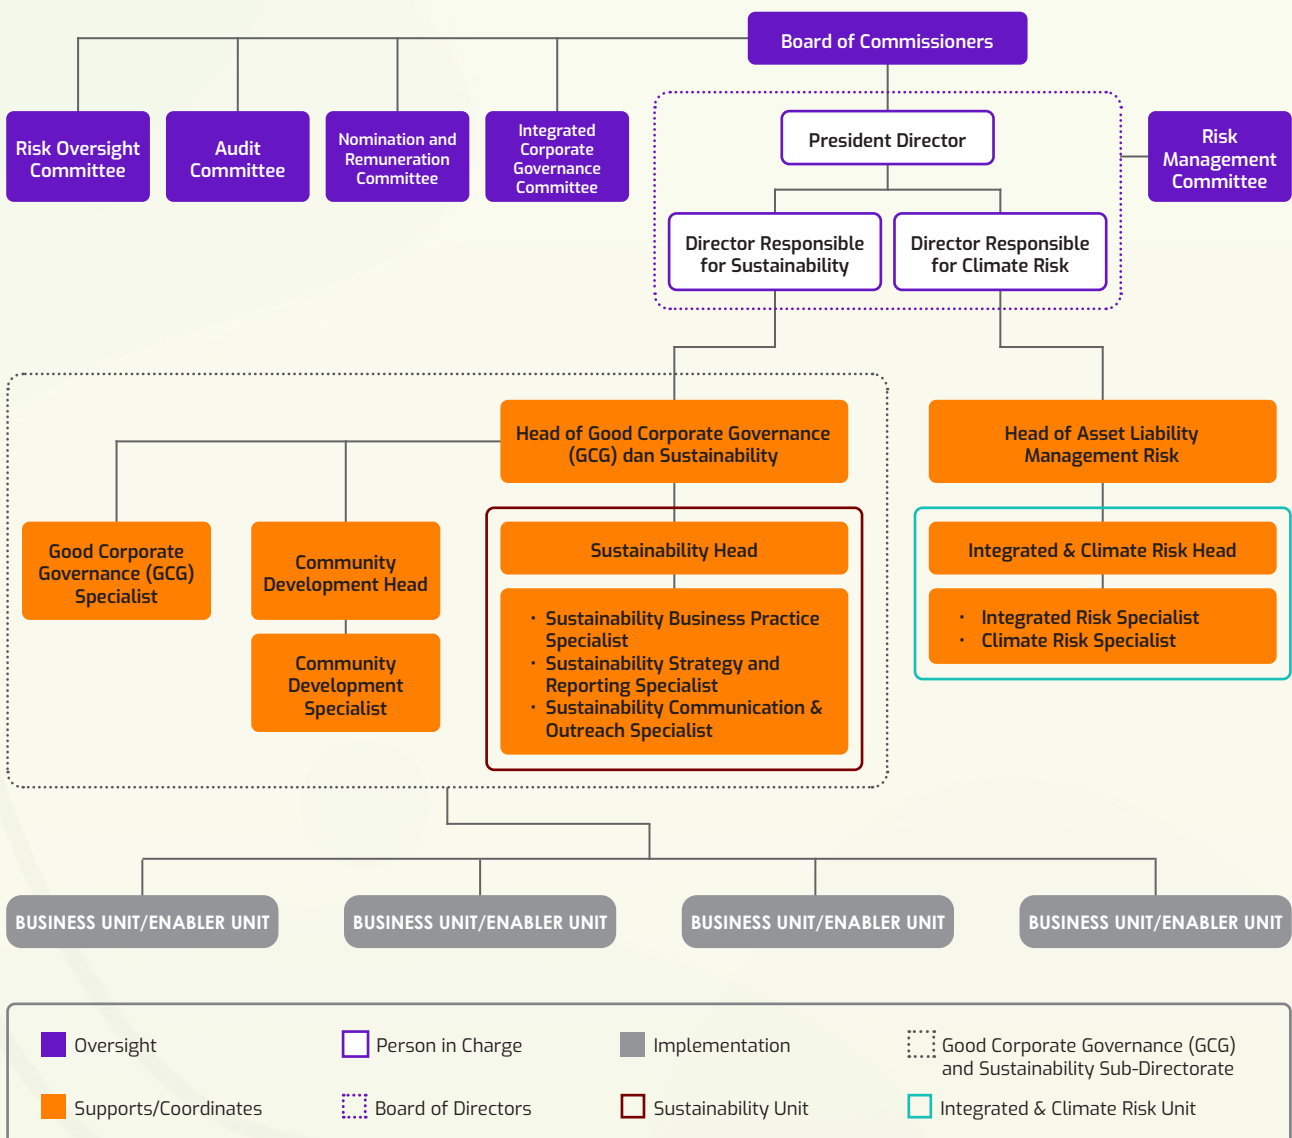 Board of Commissioners
Risk Oversight
Committee
Audit
Committee
Nomination and
Remuneration
Committee
Integrated
Corporate
Governance
Committee
President Director
Risk
Management
Committee
Director Responsible
for Sustainability
Director Responsible
for Climate Risk
Head of Good Corporate Governance
(GCG) dan Sustainability
Head of Asset Liability
Management Risk
Good Corporate
Governance (GCG)
Specialist
Community
Development Head
Community
Development
Specialist
Sustainability Head
· Sustainability Business Practice
Specialist
· Sustainability Strategy and
Reporting Specialist
· Sustainability Communication &
Outreach Specialist
Integrated & Climate Risk Head
· Integrated Risk Specialist
· Climate Risk Specialist
BUSINESS UNIT/ENABLER UNIT
BUSINESS UNIT/ENABLER UNIT
BUSINESS UNIT/ENABLER UNIT
BUSINESS UNIT/ENABLER UNIT
Oversight
Person in Charge
Implementation
Good Corporate Governance (GCG)
and Sustainability Sub-Directorate
Supports/Coordinates
Board of Directors
Sustainability Unit
Integrated & Climate Risk Unit